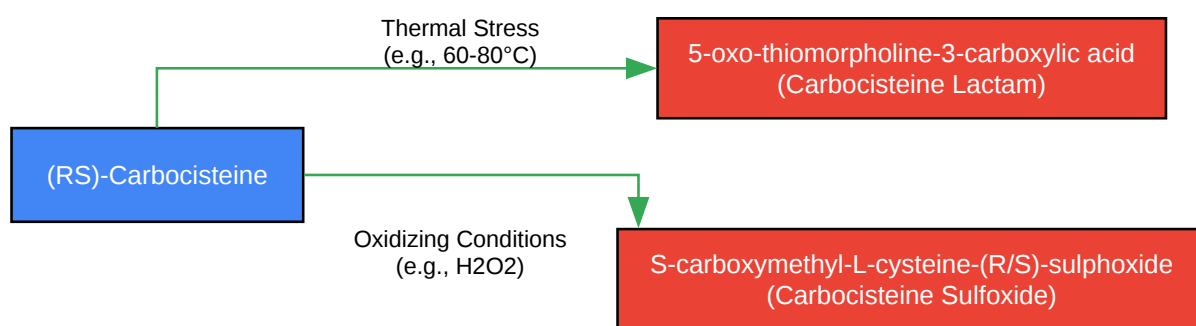 Thermal Stress
(e.g., 60-80°C)
5-oxo-thiomorpholine-3-carboxylic acid
(Carbocisteine Lactam)
(RS)-Carbocisteine
Oxidizing Conditions
(e.g., H2O2)
S-carboxymethyl-L-cysteine-(R/S)-sulphoxide
(Carbocisteine Sulfoxide)